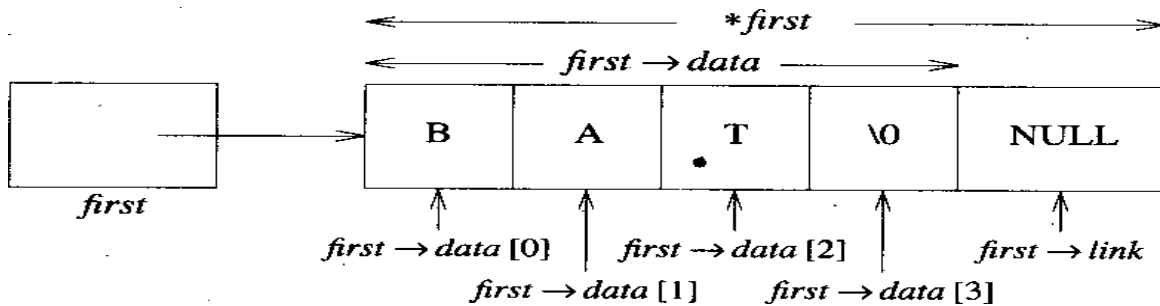 *first
first → data
B A T \0 NULL
first
first → data [0] first → data [2] first → link
first → data [1] first → data [3]